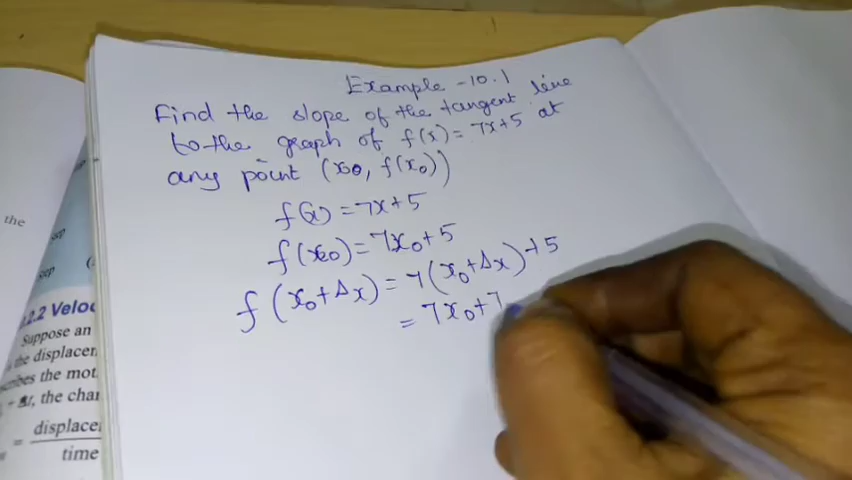 Example -10.1
Find the slope of the tangent line
to the graph of f(x) = 7x+5 at
any point (x₀, f(x₀))
f(x) = 7x+5
f(x₀) = 7x₀+5
f(x₀+Δx) = 7(x₀+Δx)+5
= 7x₀+7
the
2.2 Veloc
Suppose an
the displacem
the mot
the char
= displace
time